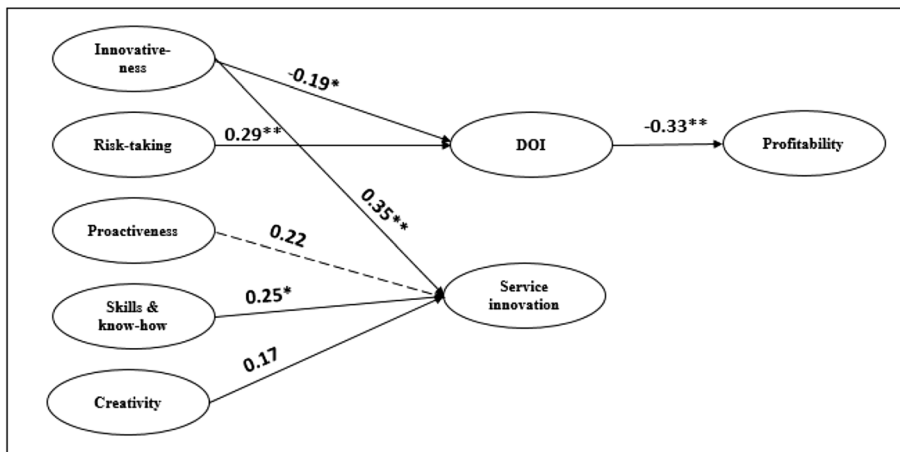 Innovative-
ness
-0.19*
Risk-taking
0.29**
DOI
-0.33**
Profitability
0.35**
Proactiveness
0.22
Skills &
know-how
0.25*
Service
innovation
0.17
Creativity